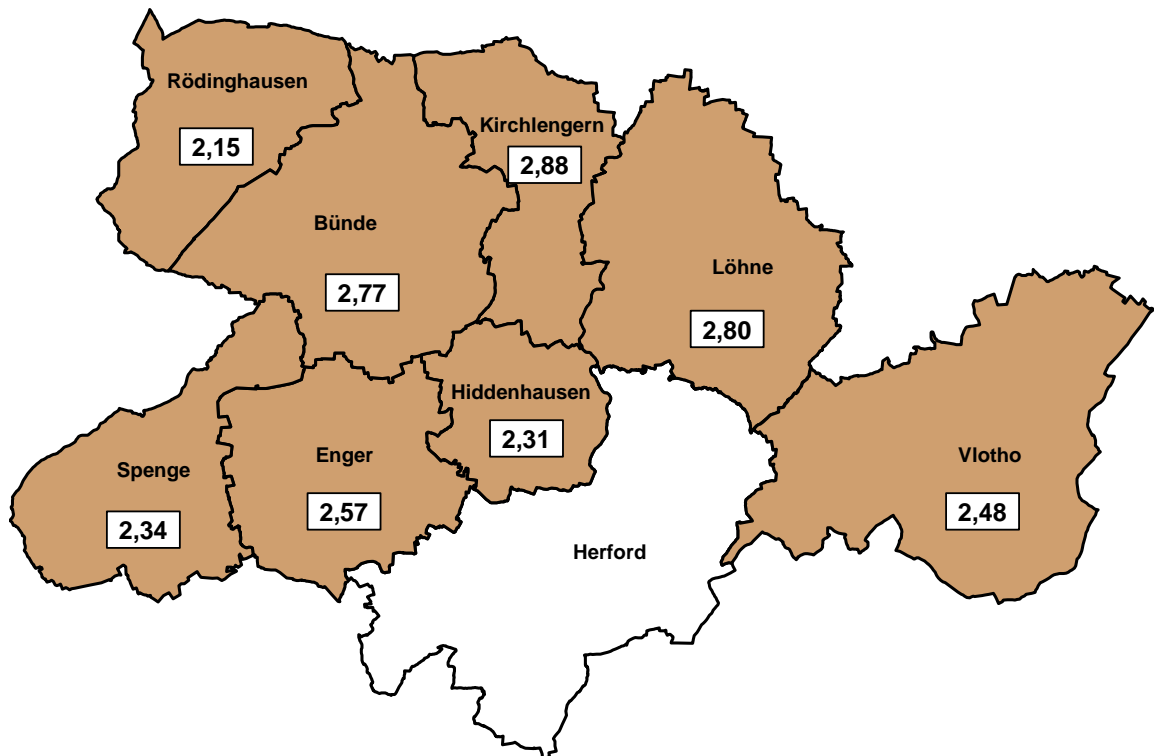 Rödinghausen
2,15
Kirchlengern
2,88
Bünde
2,77
Löhne
2,80
Hiddenhausen
2,31
Spenge
2,34
Enger
2,57
Vlotho
2,48
Herford